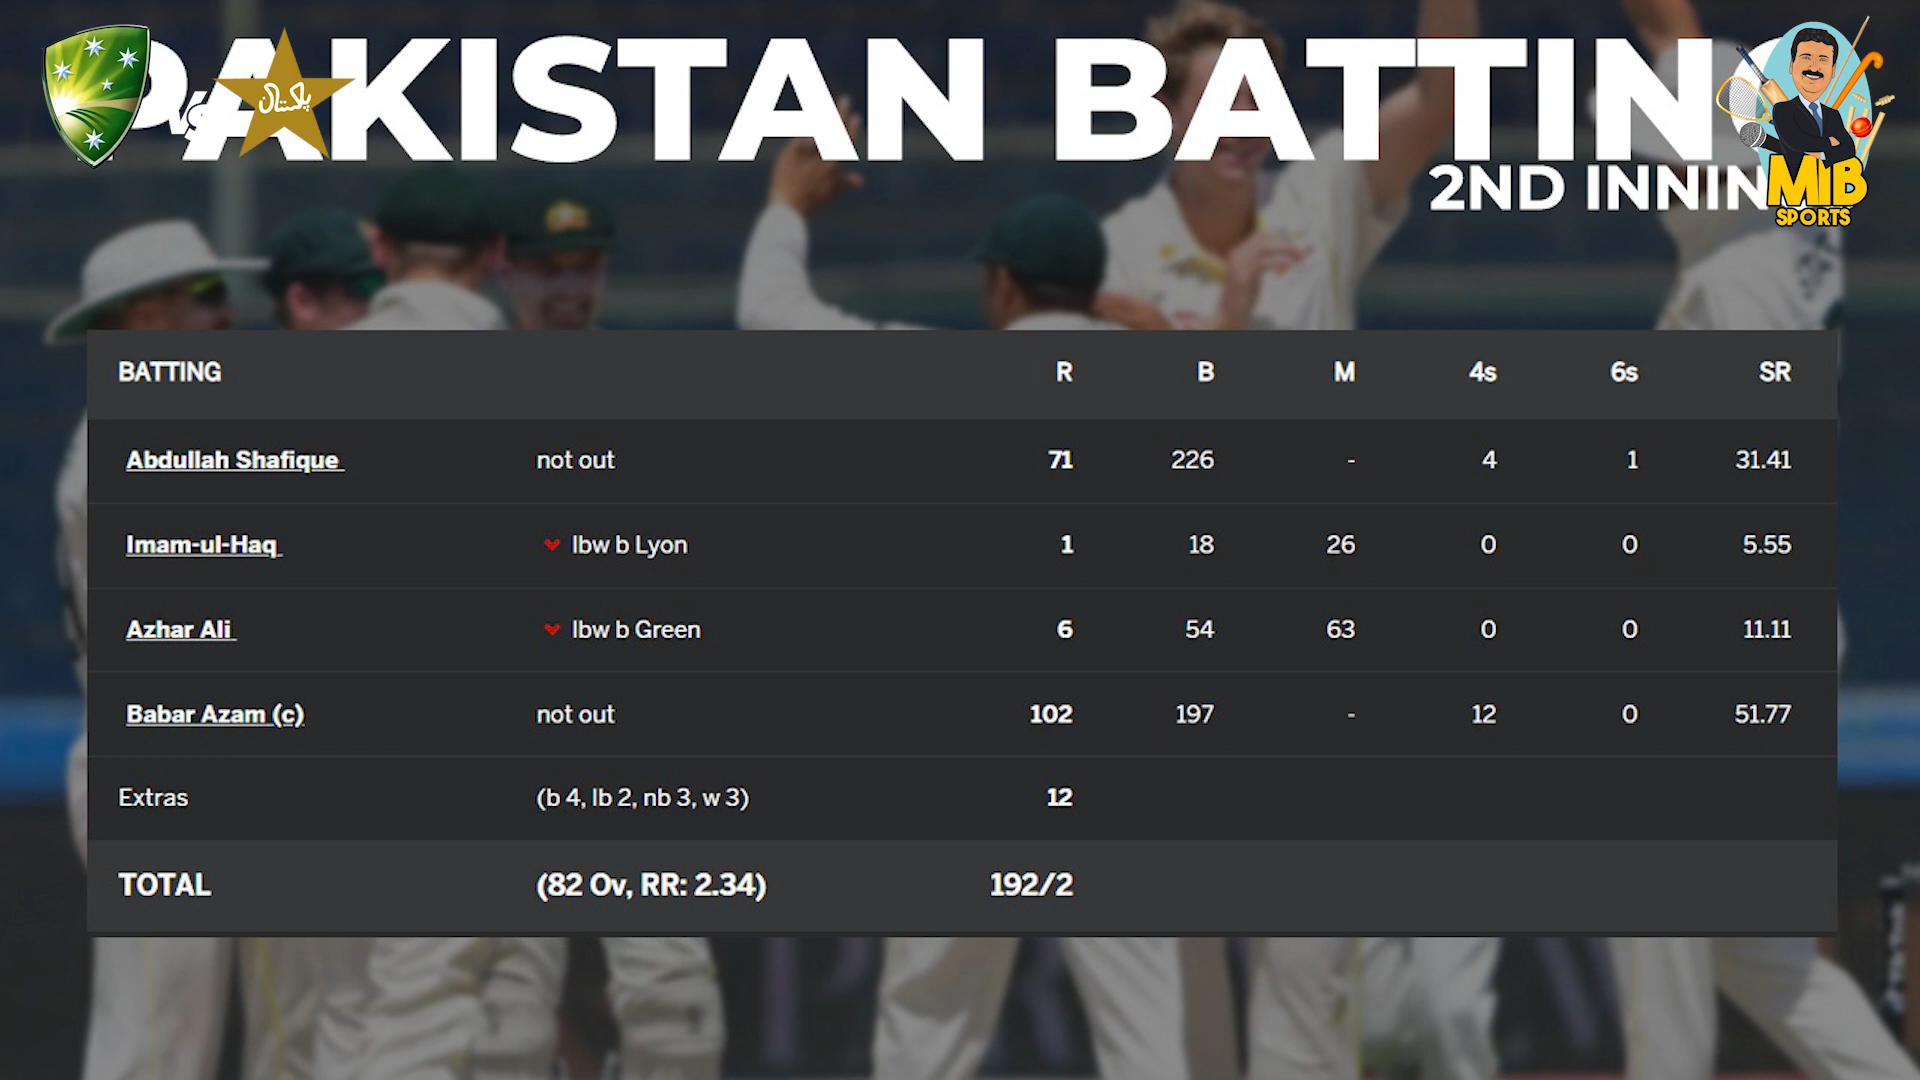 PAKISTAN BATTING
vs
پاکستان
2ND INNIN
MIB
SPORTS
BATTING R B M 4s 6s SR
Abdullah Shafique not out 71 226 - 4 1 31.41
Imam-ul-Haq lbw b Lyon 1 18 26 0 0 5.55
Azhar Ali lbw b Green 6 54 63 0 0 11.11
Babar Azam (c) not out 102 197 - 12 0 51.77
Extras (b 4, lb 2, nb 3, w 3) 12
TOTAL (82 Ov, RR: 2.34) 192/2